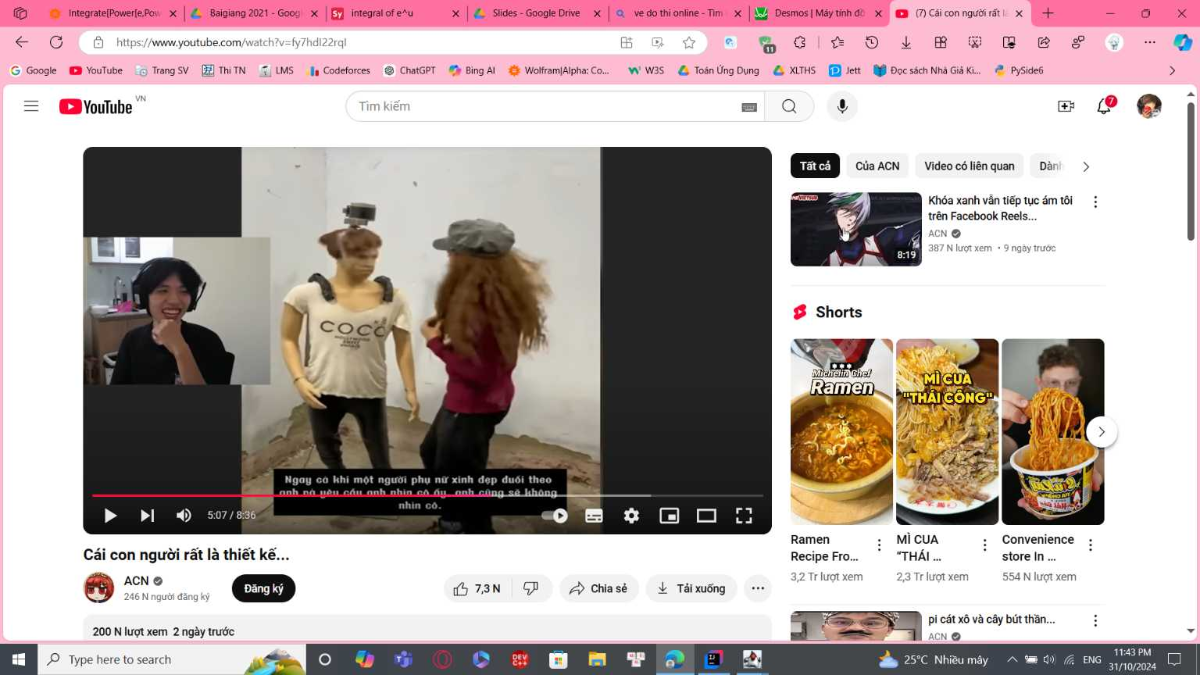 Integrate[Power[e,Pow
Baigiang 2021 - Goog
integral of e^u
Slides - Google Drive
ve do thi online - Tìm
Desmos | Máy tính đồ
(7) Cái con người rất là
https://www.youtube.com/watch?v=fy7hdl22rqI
11
Google
YouTube
Trang SV
Thi TN
LMS
Codeforces
ChatGPT
Bing AI
Wolfram|Alpha: Co...
W3S
Toán Ứng Dụng
XLTHS
Jett
Đọc sách Nhà Giả Ki...
PySide6
YouTube VN
Tìm kiếm
7
COCO
Ngay cả khi một người phụ nữ xinh đẹp đuổi theo
anh và yêu cầu anh nhìn cô ấy, anh cũng sẽ không
nhìn cô.
5:07 / 8:36
Cái con người rất là thiết kế...
ACN
246 N người đăng ký
Đăng ký
7,3 N
Chia sẻ
Tải xuống
200 N lượt xem 2 ngày trước
Tất cả
Của ACN
Video có liên quan
Dành
8:19
Khóa xanh vẫn tiếp tục ám tôi
trên Facebook Reels...
ACN
387 N lượt xem • 9 ngày trước
Shorts
Michelin Chef
Ramen
MÌ CUA
"THÁI CÔNG"
Ramen
Recipe Fro...
3,2 Tr lượt xem
MÌ CUA
"THÁI ...
2,3 Tr lượt xem
Convenience
store In ...
554 N lượt xem
pi cát xô và cây bút thần...
ACN
Type here to search
DEV C++
25°C Nhiều mây
ENG
11:43 PM
31/10/2024